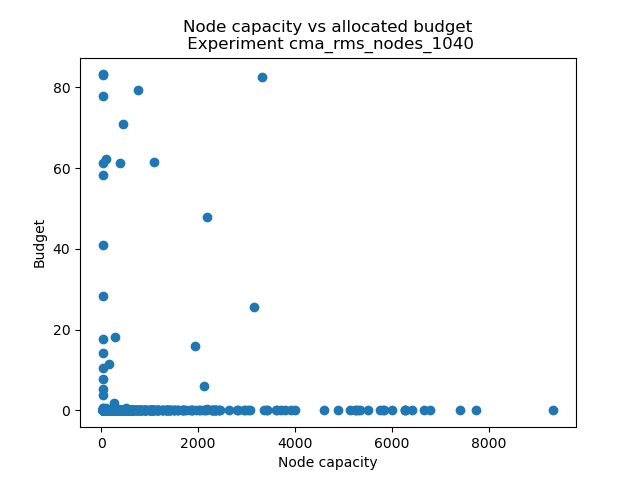 Node capacity vs allocated budget
Experiment cma_rms_nodes_1040
Budget
80
60
40
20
0
0 2000 4000 6000 8000
Node capacity